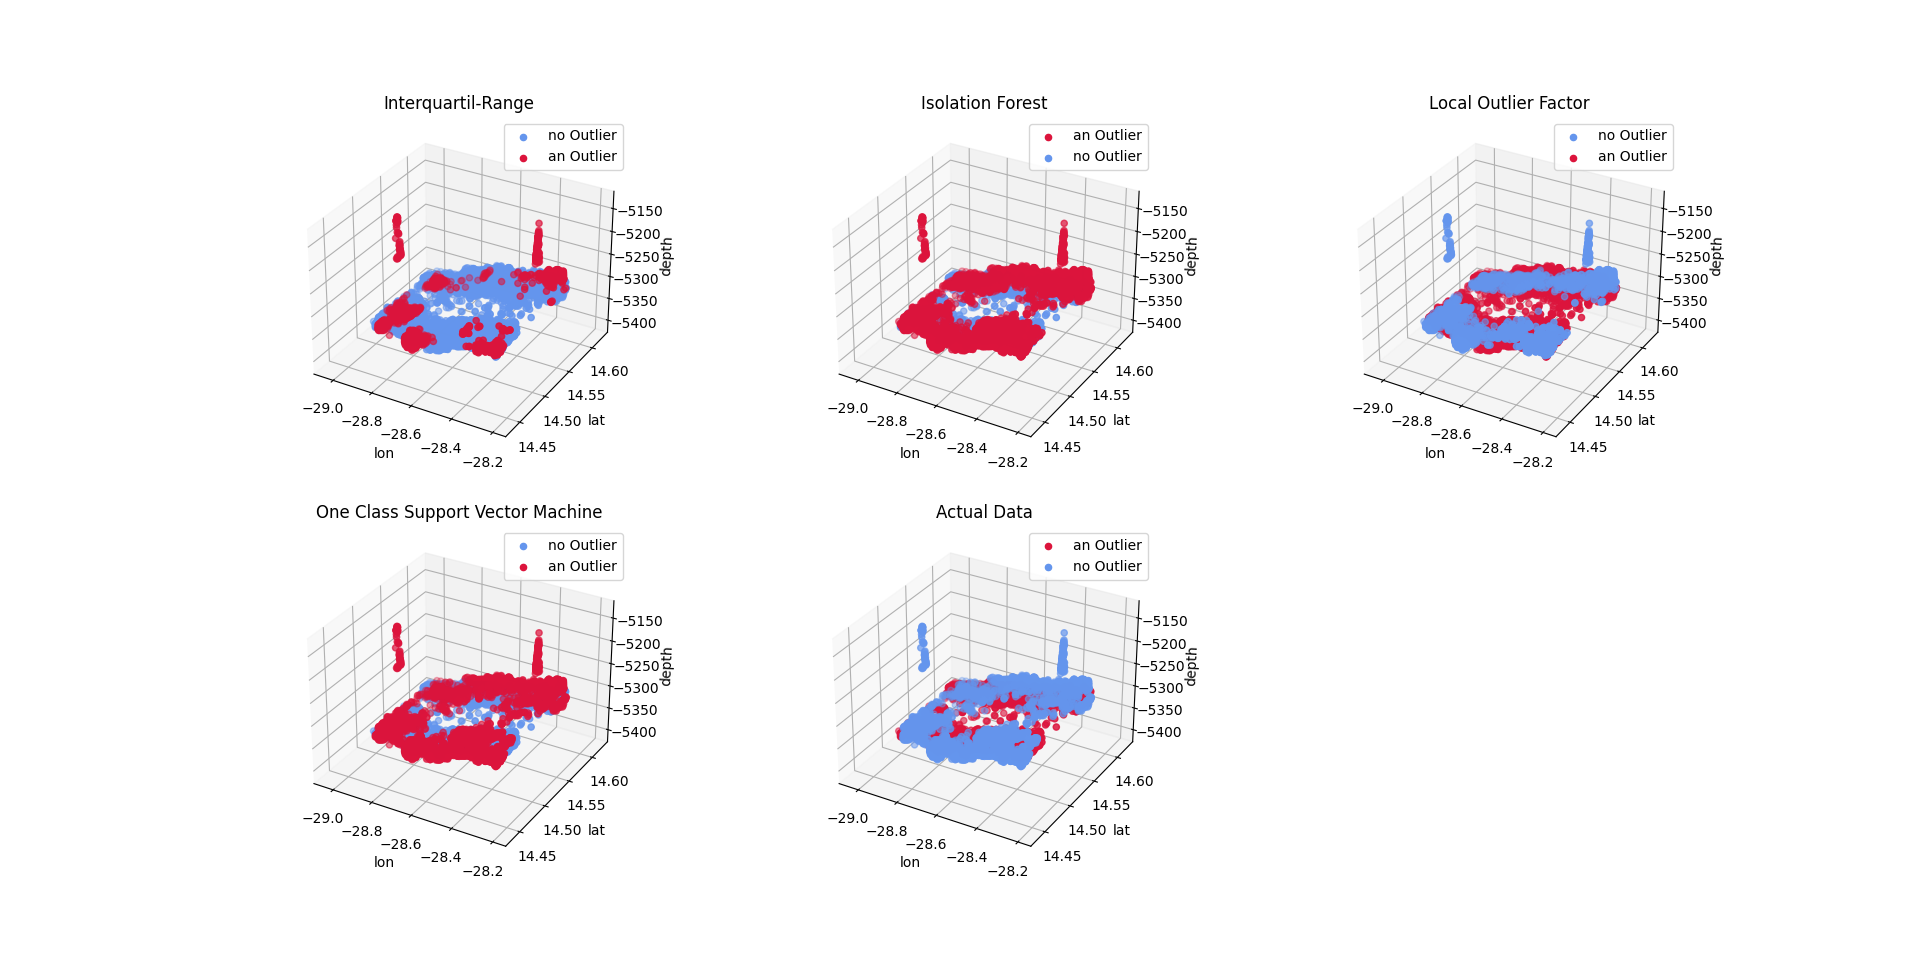 Interquartil-Range
no Outlier
an Outlier
−5150
−5200
−5250
−5300
−5350
−5400
depth
14.60
14.55
14.50
14.45
lat
−29.0
−28.8
−28.6
−28.4
−28.2
lon
Isolation Forest
an Outlier
no Outlier
−5150
−5200
−5250
−5300
−5350
−5400
depth
14.60
14.55
14.50
14.45
lat
−29.0
−28.8
−28.6
−28.4
−28.2
lon
Local Outlier Factor
no Outlier
an Outlier
−5150
−5200
−5250
−5300
−5350
−5400
depth
14.60
14.55
14.50
14.45
lat
−29.0
−28.8
−28.6
−28.4
−28.2
lon
One Class Support Vector Machine
no Outlier
an Outlier
−5150
−5200
−5250
−5300
−5350
−5400
depth
14.60
14.55
14.50
14.45
lat
−29.0
−28.8
−28.6
−28.4
−28.2
lon
Actual Data
an Outlier
no Outlier
−5150
−5200
−5250
−5300
−5350
−5400
depth
14.60
14.55
14.50
14.45
lat
−29.0
−28.8
−28.6
−28.4
−28.2
lon